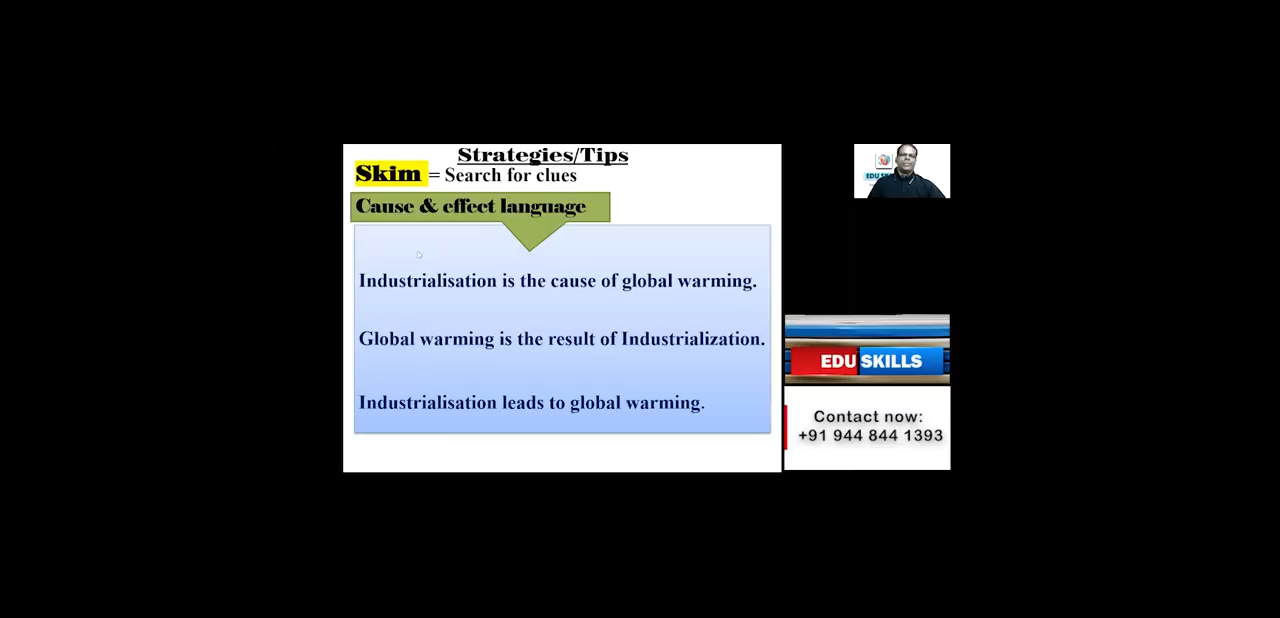 Strategies/Tips
Skim = Search for clues
Cause & effect language
Industrialisation is the cause of global warming.
Global warming is the result of Industrialization.
Industrialisation leads to global warming.
EDU SKILLS
Contact now:
+91 944 844 1393